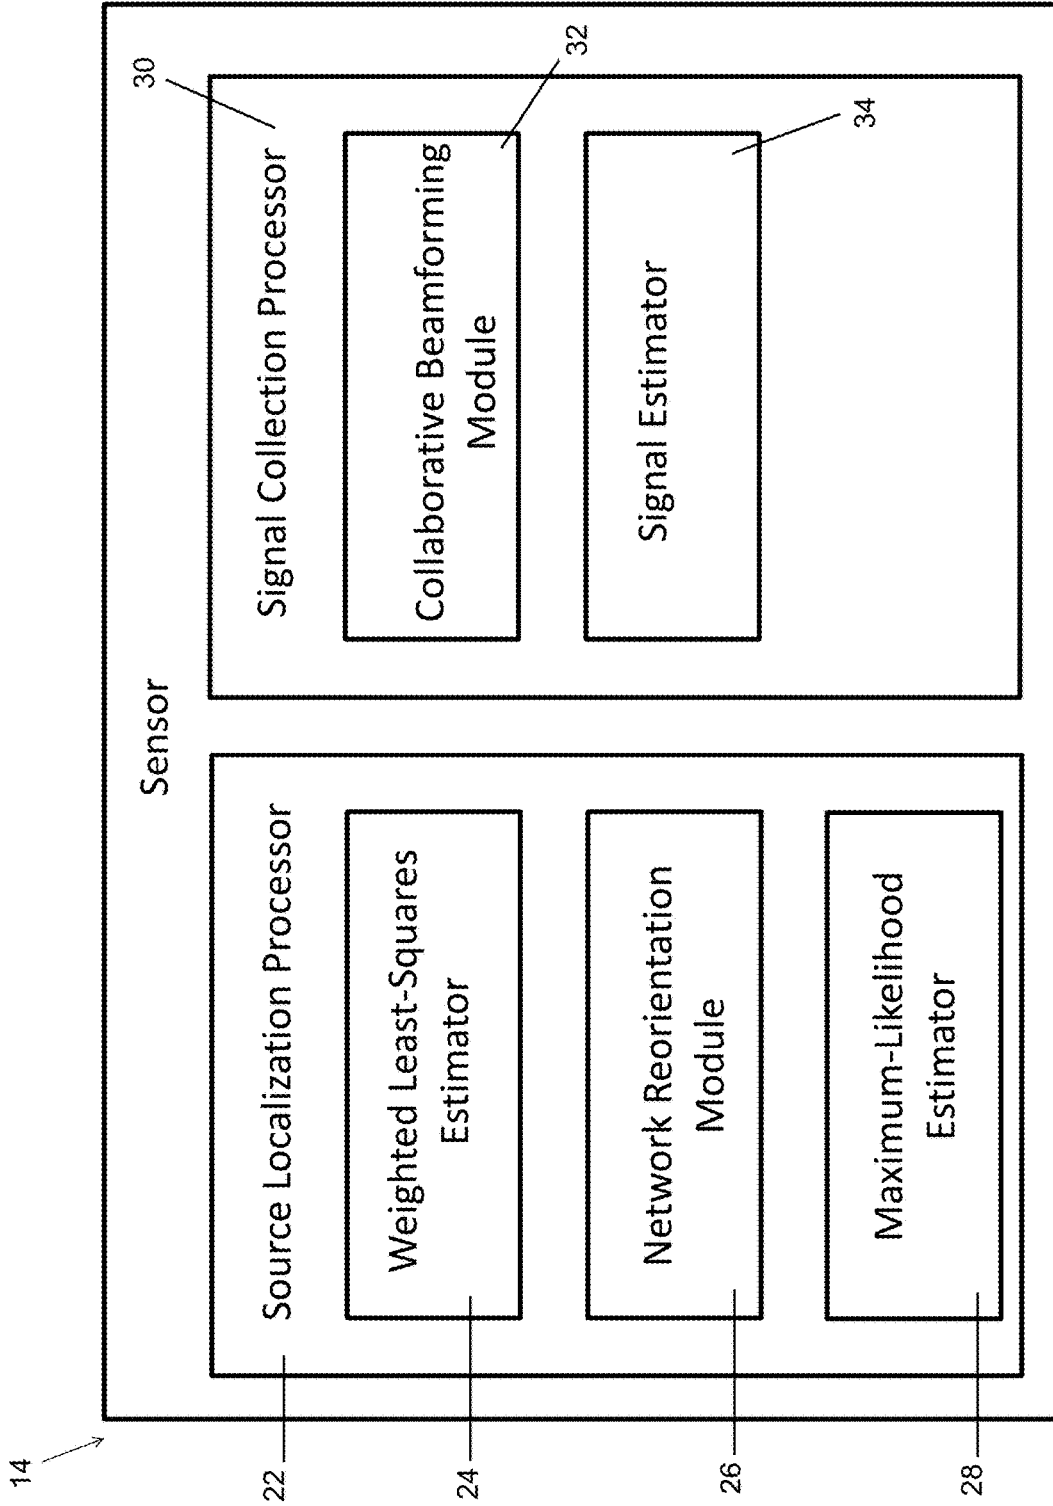 14
Sensor
22
Source Localization Processor
24
Weighted Least-Squares
Estimator
26
Network Reorientation
Module
28
Maximum-Likelihood
Estimator
30
Signal Collection Processor
32
Collaborative Beamforming
Module
34
Signal Estimator